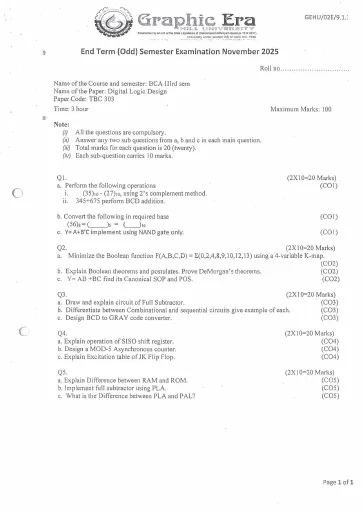 GEHU/02E/9.1.
Graphic Era
HILL UNIVERSITY
End Term (Odd) Semester Examination November 2025
Roll no..............................
Name of the Course and semester: BCA IIIrd sem
Name of the Paper: Digital Logic Design
Paper Code: TBC 303
Time: 3 hour Maximum Marks: 100
Note:
(i) All the questions are compulsory.
(ii) Answer any two sub questions from a, b and c in each main question.
(iii) Total marks for each question is 20 (twenty).
(iv) Each sub-question carries 10 marks.
Q1. (2X10=20 Marks)
a. Perform the following operations (CO1)
i. (35)₁₀ - (27)₁₀, using 2's complement method.
ii. 345+675 perform BCD addition.
b. Convert the following in required base (CO1)
(56)₈= (____)₅ = (____)₁₆
c. Y= A+B'C implement using NAND gate only. (CO1)
Q2. (2X10=20 Marks)
a. Minimize the Boolean function F(A,B,C,D) = Σ(0,2,4,8,9,10,12,13) using a 4-variable K-map.
(CO2)
b. Explain Boolean theorems and postulates. Prove DeMorgan's theorems. (CO2)
c. Y= AB +BC find its Canonical SOP and POS. (CO2)
Q3. (2X10=20 Marks)
a. Draw and explain circuit of Full Subtractor. (CO3)
b. Differentiate between Combinational and sequential circuits give example of each. (CO3)
c. Design BCD to GRAY code converter. (CO3)
Q4. (2X10=20 Marks)
a. Explain operation of SISO shift register. (CO4)
b. Design a MOD-5 Asynchronous counter. (CO4)
c. Explain Excitation table of JK Flip Flop. (CO4)
Q5. (2X10=20 Marks)
a. Explain Difference between RAM and ROM. (CO5)
b. Implement full subtractor using PLA. (CO5)
c. What is the Difference between PLA and PAL? (CO5)
Page 1 of 1